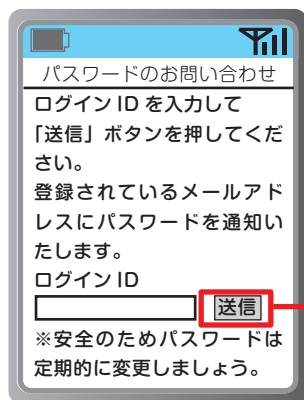 パスワードのお問い合わせ
ログイン ID を入力して
「送信」ボタンを押してくだ
さい。
登録されているメールアド
レスにパスワードを通知い
たします。
ログイン ID
送信
※安全のためパスワードは
定期的に変更しましょう。